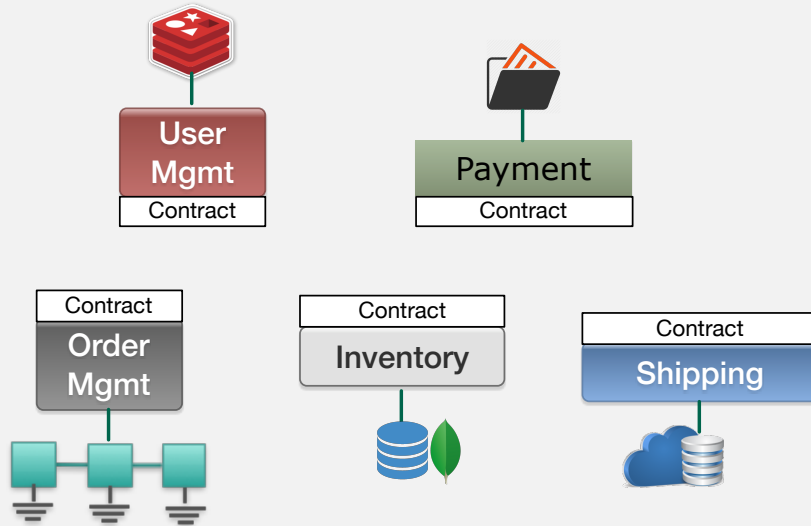 User
Mgmt
Contract
Payment
Contract
Contract
Order
Mgmt
Contract
Inventory
Contract
Shipping